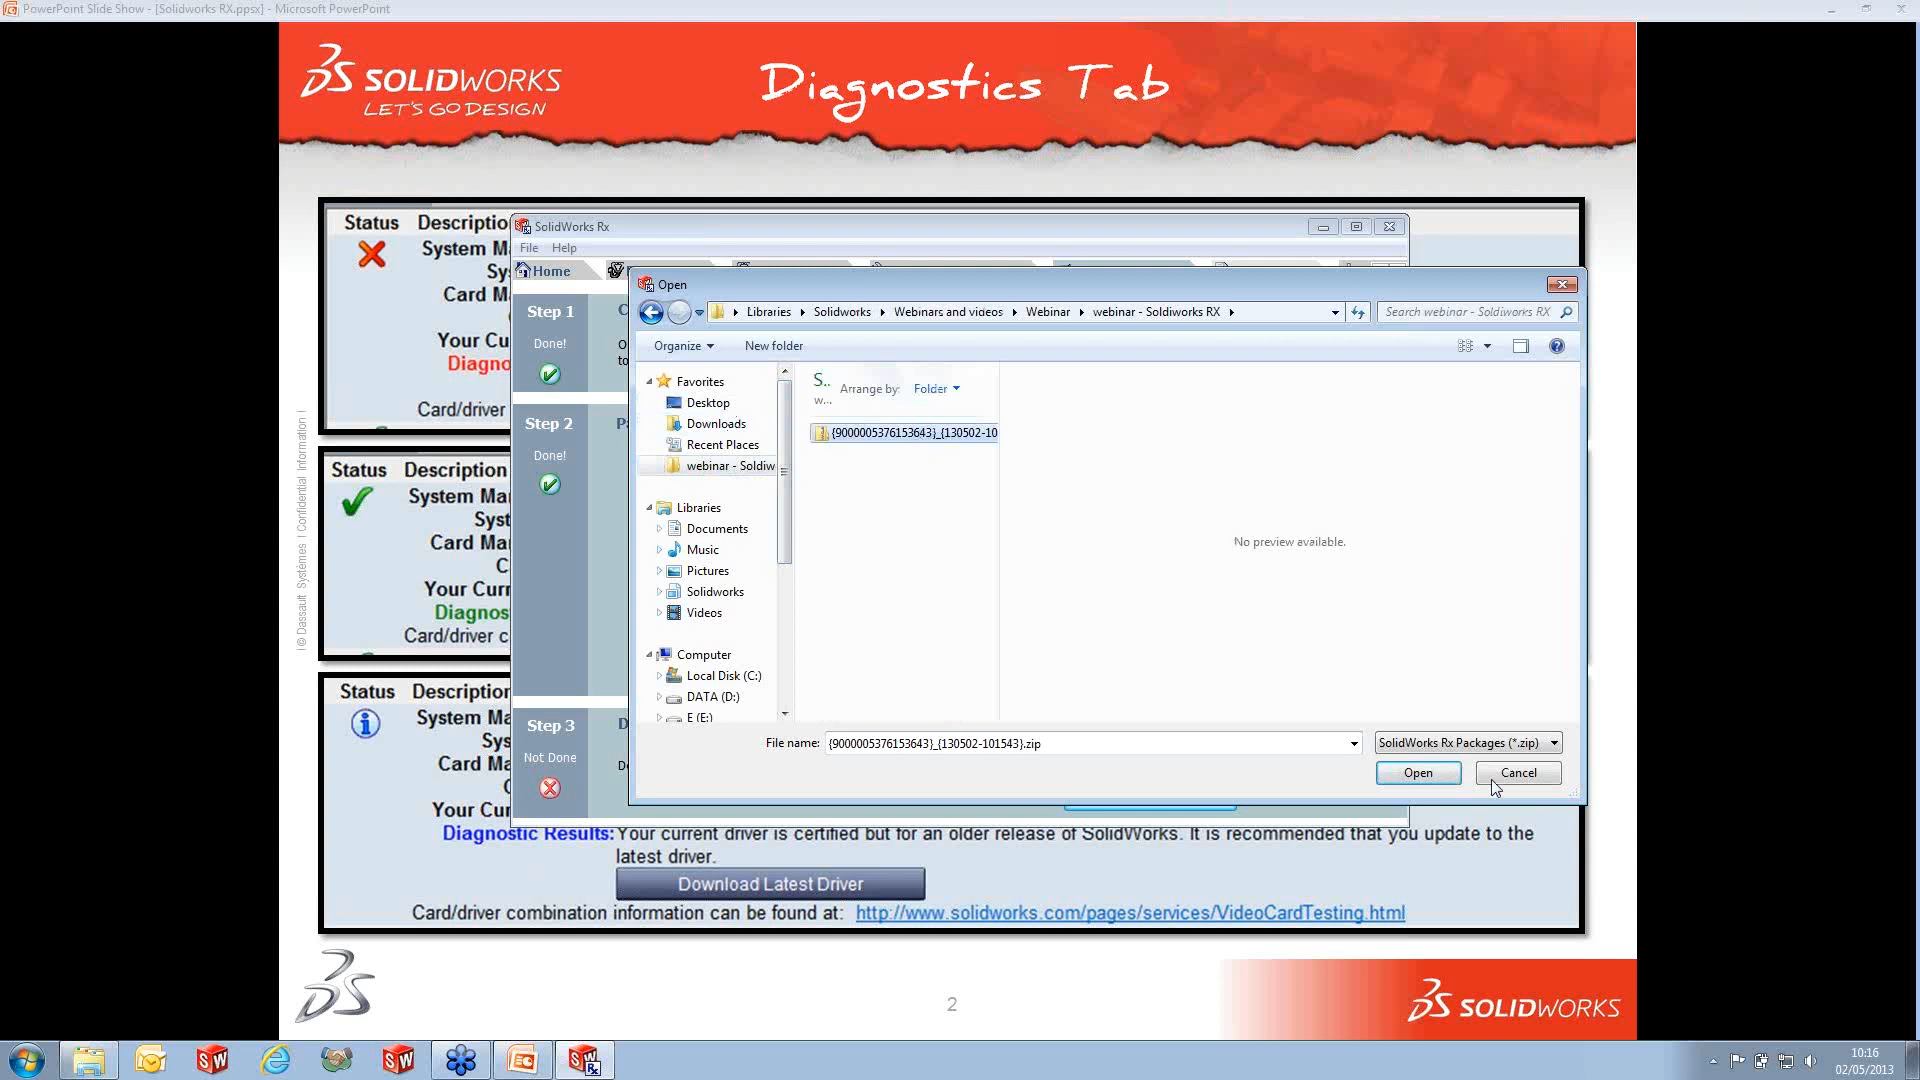 PowerPoint Slide Show - [Solidworks RX.ppsx] - Microsoft PowerPoint
SOLIDWORKS
LET'S GO DESIGN
Diagnostics Tab
Status Descriptio
System M
Sy
Card M
Your Cu
Diagno
Card/driver
SolidWorks Rx
File Help
Home
Step 1
Done!
Step 2
Done!
Step 3
Not Done
Open
Libraries Solidworks Webinars and videos Webinar webinar - Soldiworks RX
Search webinar - Soldiworks RX
Organize New folder
Favorites
Desktop
Downloads
Recent Places
webinar - Soldiw
Libraries
Documents
Music
Pictures
Solidworks
Videos
Computer
Local Disk (C:)
DATA (D:)
E (E:)
S..
w...
Arrange by: Folder
{9000005376153643}_{130502-10
No preview available.
File name: {9000005376153643}_{130502-101543}.zip
SolidWorks Rx Packages (*.zip)
Open Cancel
Status Description
System Ma
Syst
Card Ma
C
Your Curr
Diagnos
Card/driver c
Status Description
System Ma
Sys
Card Ma
Your Cur
Diagnostic Results: Your current driver is certified but for an older release of SolidWorks. It is recommended that you update to the
latest driver.
Download Latest Driver
Card/driver combination information can be found at: http://www.solidworks.com/pages/services/VideoCardTesting.html
I © Dassault Systèmes I Confidential Information I
2
SOLIDWORKS
10:16
02/05/2013